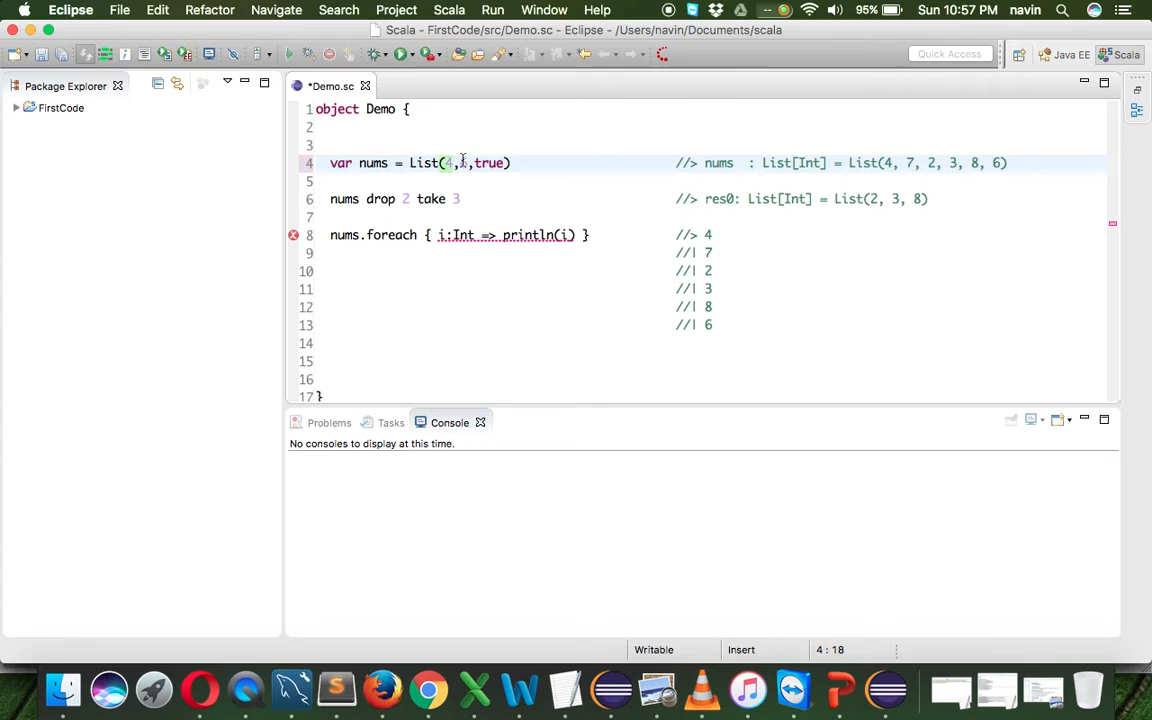 Eclipse File Edit Refactor Navigate Search Project Scala Run Window Help -- 95% Sun 10:57 PM navin
Scala - FirstCode/src/Demo.sc - Eclipse - /Users/navin/Documents/scala
Quick Access Java EE Scala
Package Explorer
FirstCode
*Demo.sc
1 object Demo {
2
3
4 var nums = List(4, ,true) //> nums : List[Int] = List(4, 7, 2, 3, 8, 6)
5
6 nums drop 2 take 3 //> res0: List[Int] = List(2, 3, 8)
7
8 nums.foreach { i:Int => println(i) } //> 4
9 //| 7
10 //| 2
11 //| 3
12 //| 8
13 //| 6
14
15
16
17 }
Problems Tasks Console
No consoles to display at this time.
Writable Insert 4 : 18